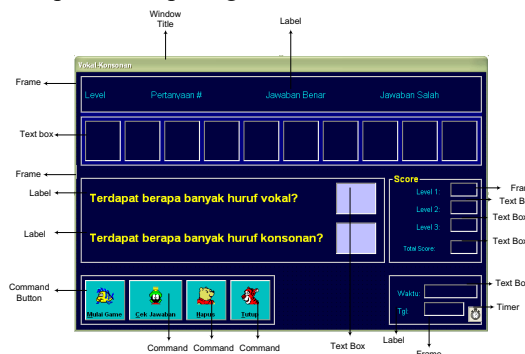 Window
Title
Label
Vokal-Konsonan
Frame
Level Pertanyaan # Jawaban Benar Jawaban Salah
Text box
Frame
Score
Label
Terdapat berapa banyak huruf vokal?
Level 1:
Level 2:
Text Box
Label
Terdapat berapa banyak huruf konsonan?
Level 3:
Text Box
Total Score:
Command
Button
Mulai Game Cek Jawaban Hapus Tutup
Waktu:
Tgl:
Timer
Command Command Command
Text Box
Label
Frame